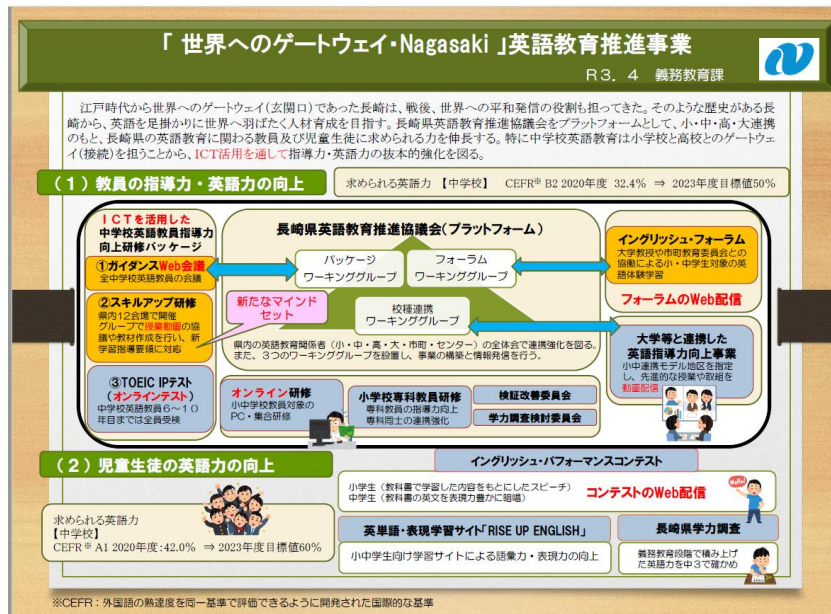 「 世界へのゲートウェイ・Nagasaki 」英語教育推進事業
R3. 4 義務教育課
江戸時代から世界へのゲートウェイ(玄関口)であった長崎は、戦後、世界への平和発信の役割も担ってきた。そのような歴史がある長
崎から、英語を足掛かりに世界へ羽ばたく人材育成を目指す。長崎県英語教育推進協議会をプラットフォームとして、小・中・高・大連携
のもと、長崎県の英語教育に関わる教員及び児童生徒に求められる力を伸長する。特に中学校英語教育は小学校と高校とのゲートウェ
イ(接続)を担うことから、ICT活用を通して指導力・英語力の抜本的強化を図る。
(1)教員の指導力・英語力の向上
求められる英語力 【中学校】 CEFR※ B2 2020年度 32.4% ⇒ 2023年度目標値50%
ICTを活用した
中学校英語教員指導力
向上研修パッケージ
①ガイダンスWeb会議
全中学校英語教員の会議
②スキルアップ研修
県内12会場で開催
グループで授業動画の協
議や教材作成を行い、新
学習指導要領に対応
③TOEIC IPテスト
(オンラインテスト)
中学校英語教員6~10
年目までは全員受検
新たなマインド
セット
長崎県英語教育推進協議会(プラットフォーム)
パッケージ
ワーキンググループ
フォーラム
ワーキンググループ
校種連携
ワーキンググループ
県内の英語教育関係者(小・中・高・大・市町・センター)の全体会で連携強化を図る。
また、3つのワーキンググループを設置し、事業の構築と情報発信を行う。
オンライン研修
小中学校教員対象の
PC・集合研修
小学校専科教員研修
専科教員の指導力向上
専科同士の連携強化
検証改善委員会
学力調査検討委員会
イングリッシュ・フォーラム
大学教授や市町教育委員会との
協働による小・中学生対象の英
語体験学習
フォーラムのWeb配信
大学等と連携した
英語指導力向上事業
小中連携モデル地区を指定
し、先進的な授業や取組を
動画配信
(2)児童生徒の英語力の向上
求められる英語力
【中学校】
CEFR※ A1 2020年度:42.0% ⇒ 2023年度目標値60%
イングリッシュ・パフォーマンスコンテスト
小学生(教科書で学習した内容をもとにしたスピーチ)
中学生(教科書の英文を表現力豊かに暗唱)
コンテストのWeb配信
英単語・表現学習サイト「RISE UP ENGLISH」
小中学生向け学習サイトによる語彙力・表現力の向上
長崎県学力調査
義務教育段階で積み上げ
た英語力を中3で確かめ
※CEFR:外国語の熟達度を同一基準で評価できるように開発された国際的な基準